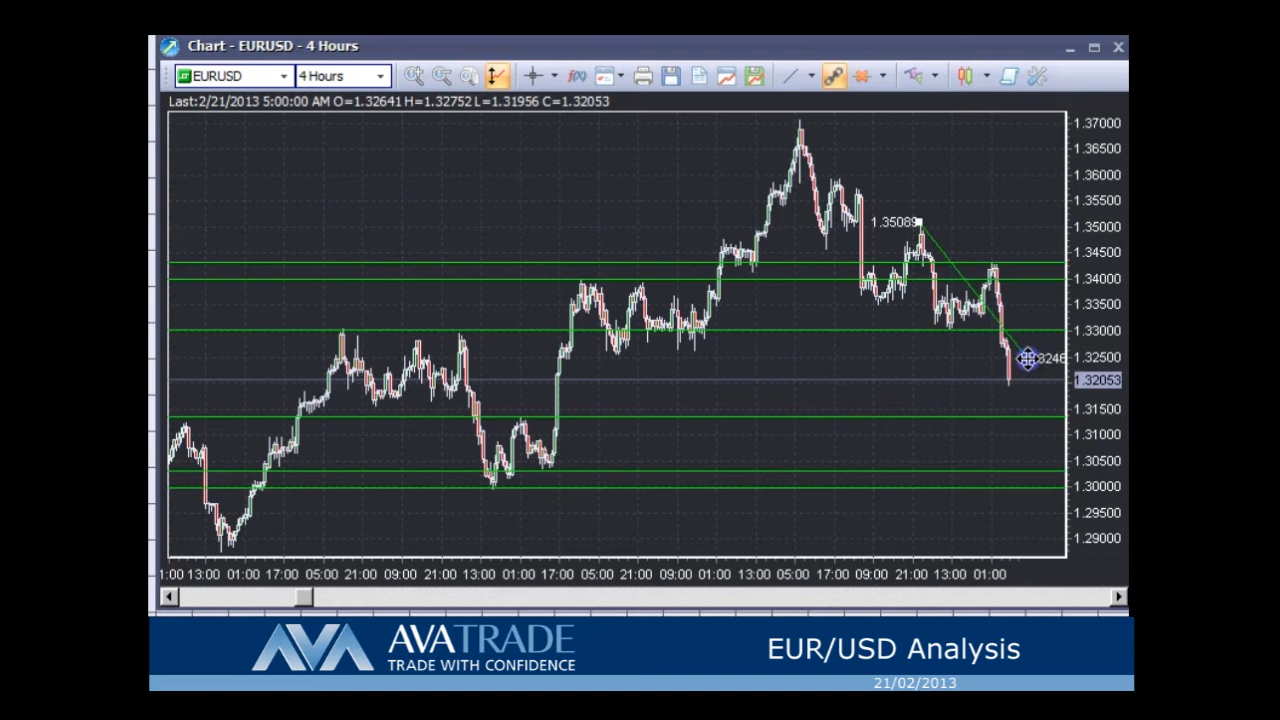 Chart - EURUSD - 4 Hours
EURUSD 4 Hours
Last:2/21/2013 5:00:00 AM O=1.32641 H=1.32752 L=1.31956 C=1.32053
1.37000
1.36500
1.36000
1.35500
1.35089
1.35000
1.34500
1.34000
1.33500
1.33000
1.32500
3246
1.32053
1.31500
1.31000
1.30500
1.30000
1.29500
1.29000
1:00 13:00 01:00 17:00 05:00 21:00 09:00 21:00 13:00 01:00 17:00 05:00 21:00 09:00 01:00 13:00 05:00 17:00 09:00 21:00 13:00 01:00
AVATRADE
TRADE WITH CONFIDENCE
EUR/USD Analysis
21/02/2013